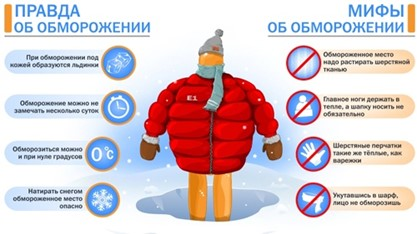 ПРАВДА
ОБ ОБМОРОЖЕНИИ
При обморожении под
кожей образуются льдинки
Обморожение можно не
замечать несколько суток
Обморозиться можно
и при нуле градусов
0°c
Натирать снегом
обмороженное место
опасно
E1
МИФЫ
ОБ ОБМОРОЖЕНИИ
Обмороженное место
надо растирать шерстяной
тканью
Главное ноги держать в
тепле, а шапку носить не
обязательно
Шерстяные перчатки
такие же тёплые, как
варежки
Укутавшись в шарф,
лицо не обморозишь